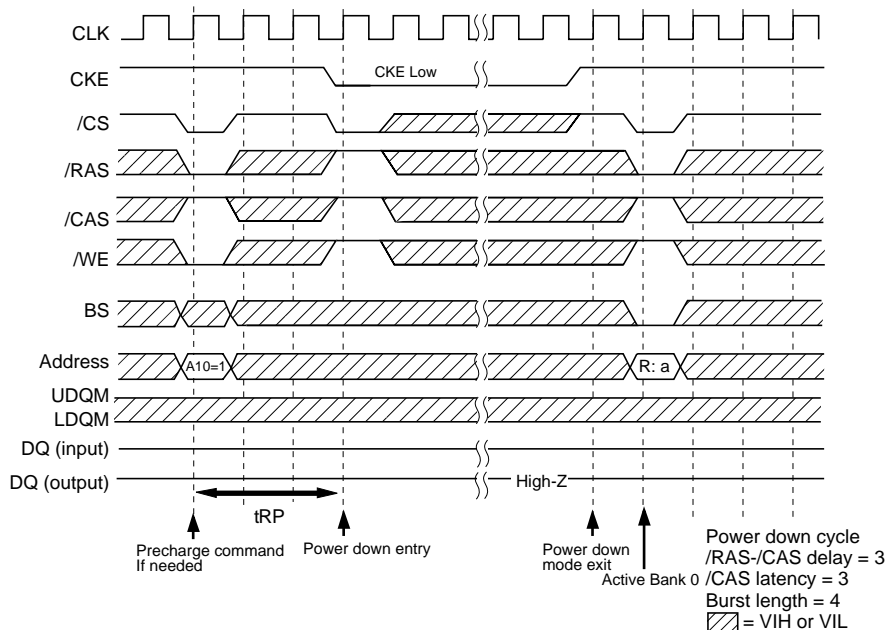 CLK
CKE
CKE Low
/CS
/RAS
/CAS
/WE
BS
Address
A10=1
R: a
UDQM
LDQM
DQ (input)
DQ (output)
High-Z
tRP
Precharge command
If needed
Power down entry
Power down
mode exit
Active Bank 0
Power down cycle
/RAS-/CAS delay = 3
/CAS latency = 3
Burst length = 4
= VIH or VIL